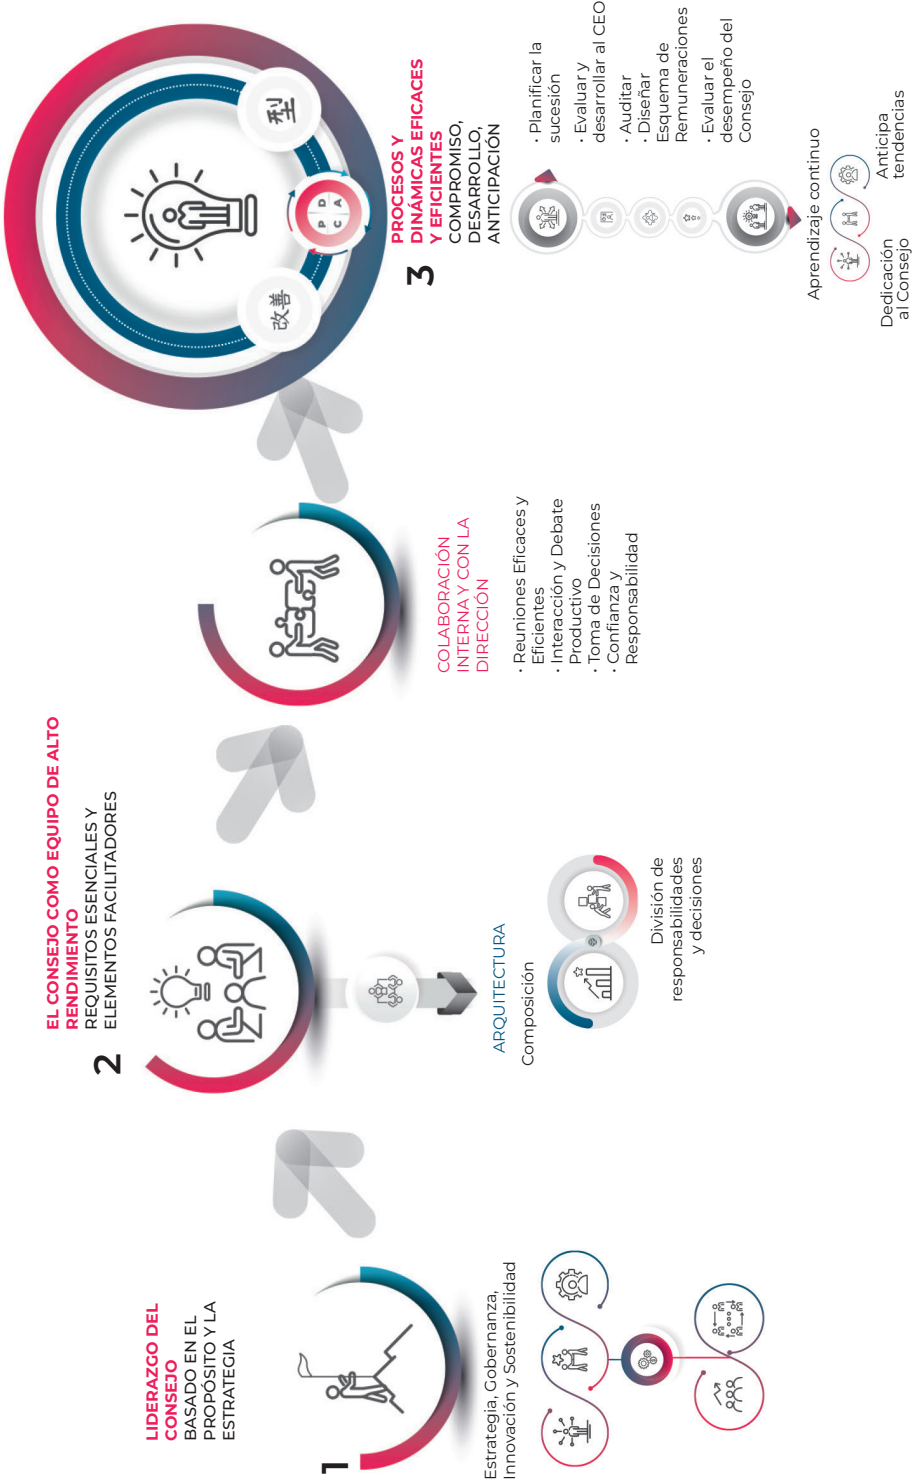 1
LIDERAZGO DEL
CONSEJO
BASADO EN EL
PROPÓSITO Y LA
ESTRATEGIA
Estrategia, Gobernanza,
Innovación y Sostenibilidad
2
EL CONSEJO COMO EQUIPO DE ALTO
RENDIMIENTO
REQUISITOS ESENCIALES Y
ELEMENTOS FACILITADORES
ARQUITECTURA
Composición
División de
responsabilidades
y decisiones
COLABORACIÓN
INTERNA Y CON LA
DIRECCIÓN
· Reuniones Eficaces y
Eficientes
· Interacción y Debate
Productivo
· Toma de Decisiones
· Confianza y
Responsabilidad
改善
P D
C A
型
3
PROCESOS Y
DINÁMICAS EFICACES
Y EFICIENTES
COMPROMISO,
DESARROLLO,
ANTICIPACIÓN
· Planificar la
sucesión
· Evaluar y
desarrollar al CEO
· Auditar
· Diseñar
Esquema de
Remuneraciones
· Evaluar el
desempeño del
Consejo
Aprendizaje continuo
Dedicación
al Consejo
Anticipa
tendencias